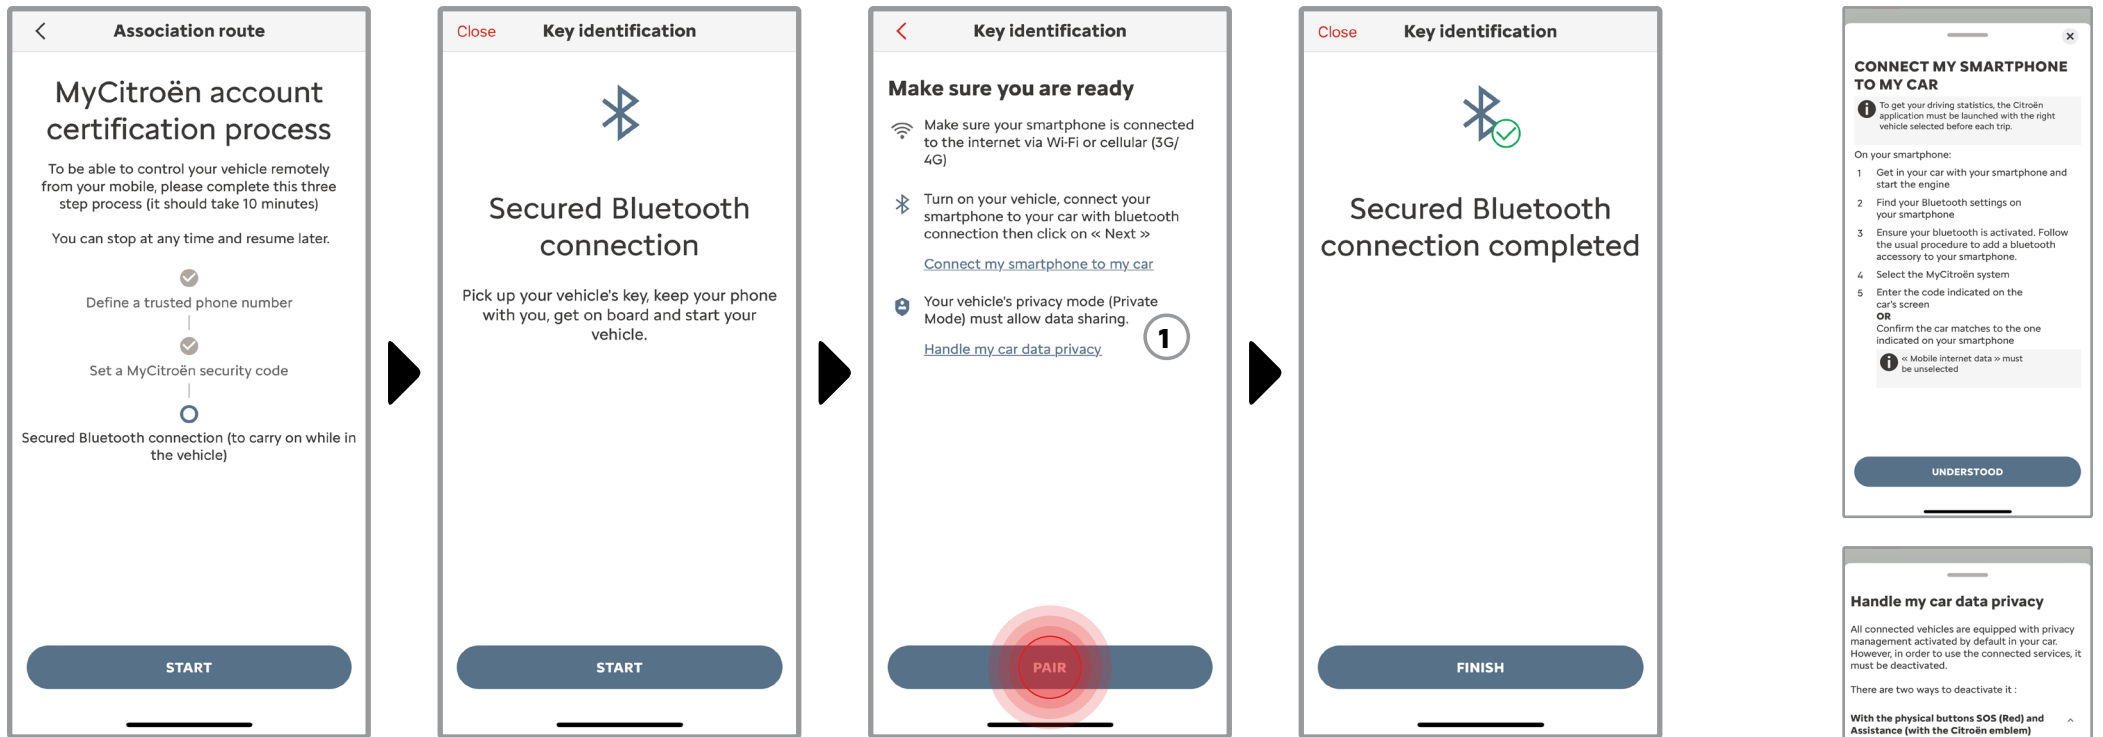 Association route
MyCitroën account
certification process
To be able to control your vehicle remotely
from your mobile, please complete this three
step process (it should take 10 minutes)
You can stop at any time and resume later.
Define a trusted phone number
Set a MyCitroën security code
Secured Bluetooth connection (to carry on while in
the vehicle)
START
Close
Key identification
Secured Bluetooth
connection
Pick up your vehicle's key, keep your phone
with you, get on board and start your
vehicle.
START
Key identification
Make sure you are ready
Make sure your smartphone is connected
to the internet via Wi-Fi or cellular (3G/
4G)
Turn on your vehicle, connect your
smartphone to your car with bluetooth
connection then click on « Next »
Connect my smartphone to my car
Your vehicle's privacy mode (Private
Mode) must allow data sharing.
1
Handle my car data privacy
PAIR
Close
Key identification
Secured Bluetooth
connection completed
FINISH
CONNECT MY SMARTPHONE
TO MY CAR
To get your driving statistics, the Citroën
application must be launched with the right
vehicle selected before each trip.
On your smartphone:
1 Get in your car with your smartphone and
start the engine
2 Find your Bluetooth settings on
your smartphone
3 Ensure your bluetooth is activated. Follow
the usual procedure to add a bluetooth
accessory to your smartphone.
4 Select the MyCitroën system
5 Enter the code indicated on the
car's screen
OR
Confirm the car matches to the one
indicated on your smartphone
« Mobile internet data » must
be unselected
UNDERSTOOD
Handle my car data privacy
All connected vehicles are equipped with privacy
management activated by default in your car.
However, in order to use the connected services, it
must be deactivated.
There are two ways to deactivate it :
With the physical buttons SOS (Red) and
Assistance (with the Citroën emblem)